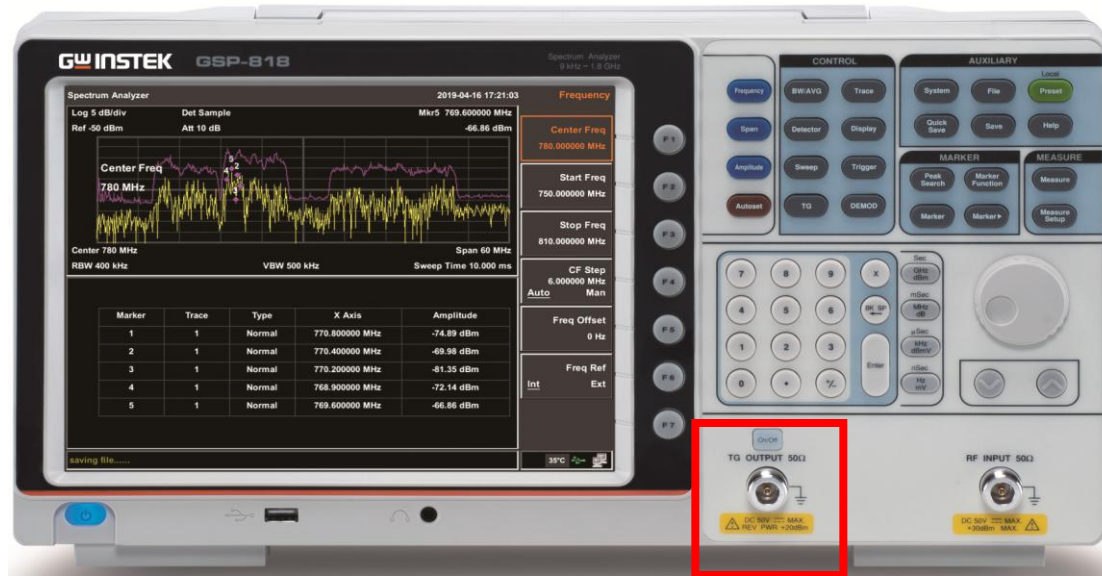 GWINSTEK GSP-818
Spectrum Analyzer
9 kHz ~ 1.8 GHz
Spectrum Analyzer 2019-04-16 17:21:03 Frequency
Log 5 dB/div Det Sample Mkr5 769.600000 MHz
Ref -50 dBm Att 10 dB -66.86 dBm
Center Freq
780 MHz
5
2
4
1
3
Center 780 MHz Span 60 MHz
RBW 400 kHz VBW 500 kHz Sweep Time 10.000 ms
Marker Trace Type X Axis Amplitude
1 1 Normal 770.800000 MHz -74.89 dBm
2 1 Normal 770.400000 MHz -69.98 dBm
3 1 Normal 770.200000 MHz -81.35 dBm
4 1 Normal 768.900000 MHz -72.14 dBm
5 1 Normal 769.600000 MHz -66.86 dBm
saving file...... 35°C
Center Freq
780.000000 MHz
Start Freq
750.000000 MHz
Stop Freq
810.000000 MHz
CF Step
6.000000 MHz
Auto Man
Freq Offset
0 Hz
Freq Ref
Int Ext
F1
F2
F3
F4
F5
F6
F7
Frequency
Span
Amplitude
Autoset
CONTROL
BW/AVG Trace
Detector Display
Sweep Trigger
TG DEMOD
AUXILIARY
Local
System File Preset
Quick Save Save Help
MARKER
Peak Search Marker Function
Marker Marker▶
MEASURE
Measure
Measure Setup
7 8 9 X
4 5 6 BK SP
1 2 3 Enter
0 • +/-
Sec
GHz
dBm
mSec
MHz
dB
µSec
kHz
dBmV
nSec
Hz
mV
On/Off
TG OUTPUT 50Ω
DC 50V MAX.
REV PWR +20dBm
RF INPUT 50Ω
DC 50V MAX
+30dBm MAX.